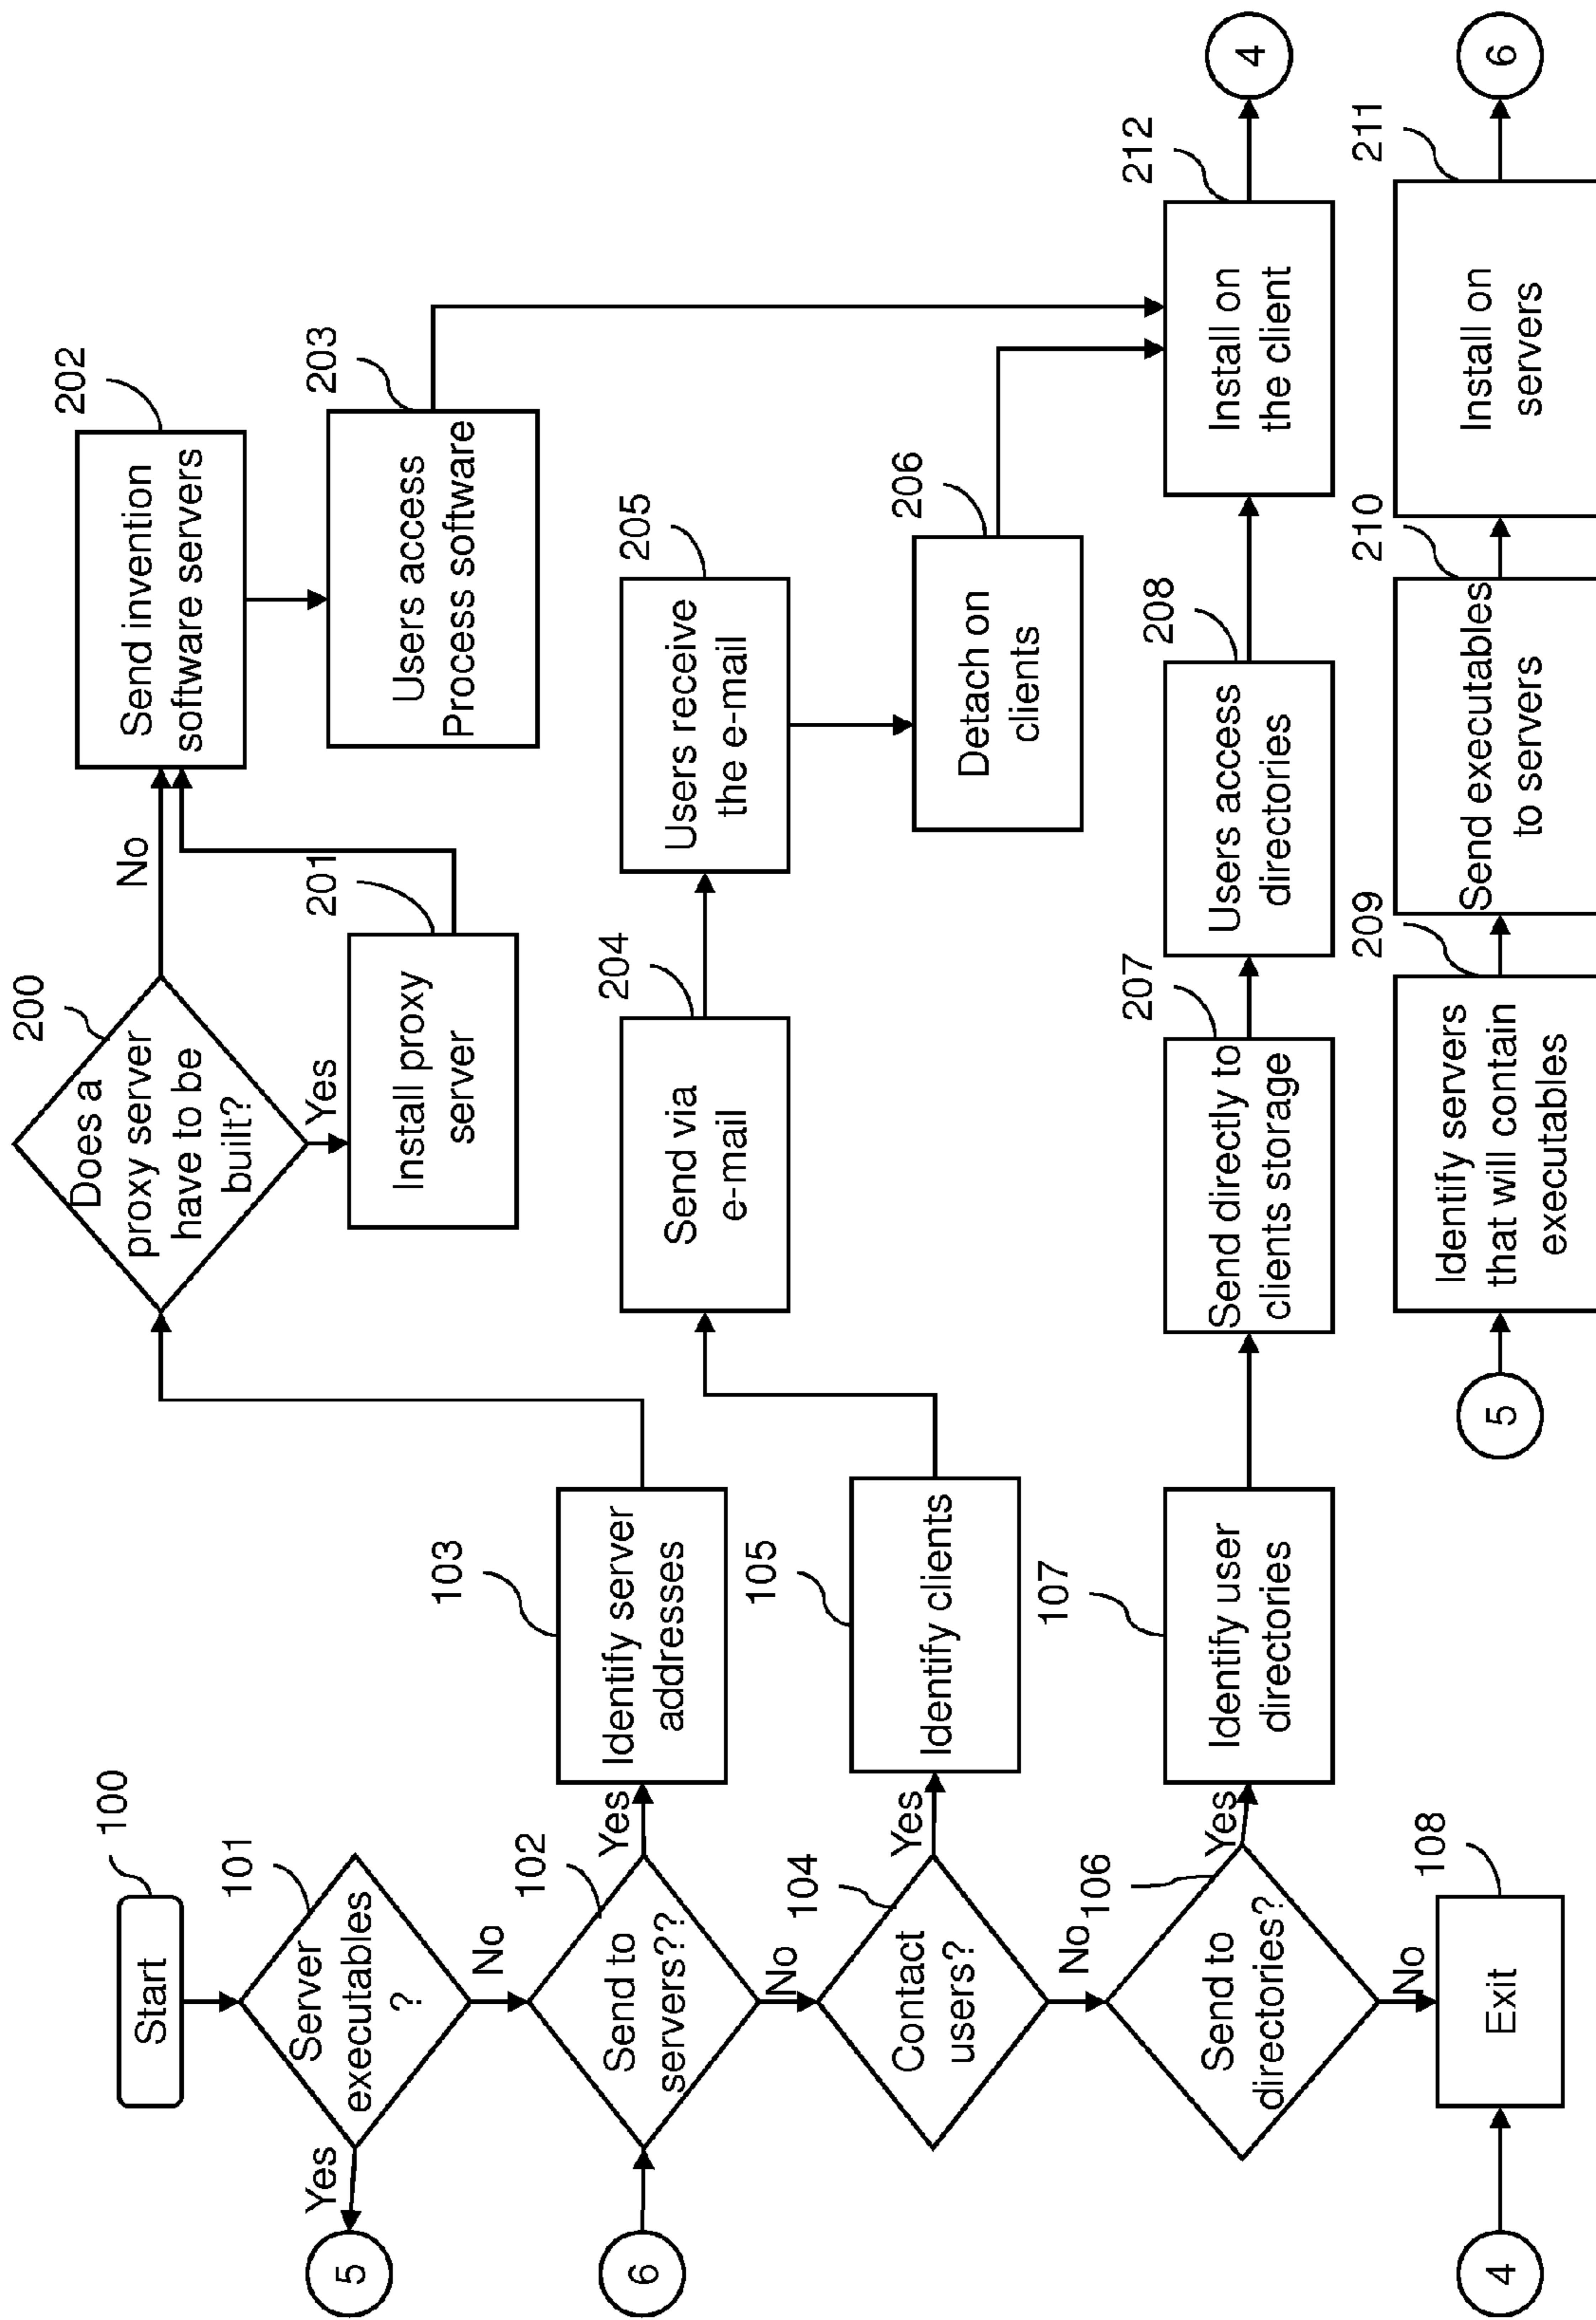 100
Start
101
Server
executables
?
Yes
5
No
102
Send to
servers??
6
Yes
103
Identify server
addresses
No
104
Contact
users?
Yes
105
Identify clients
No
106
Send to
directories?
Yes
107
Identify user
directories
No
108
Exit
4
200
Does a
proxy server
have to be
built?
Yes
No
201
Install proxy
server
202
Send invention
software servers
203
Users access
Process software
204
Send via
e-mail
205
Users receive
the e-mail
206
Detach on
clients
207
Send directly to
clients storage
208
Users access
directories
212
Install on
the client
4
5
209
Identify servers
that will contain
executables
210
Send executables
to servers
211
Install on
servers
6